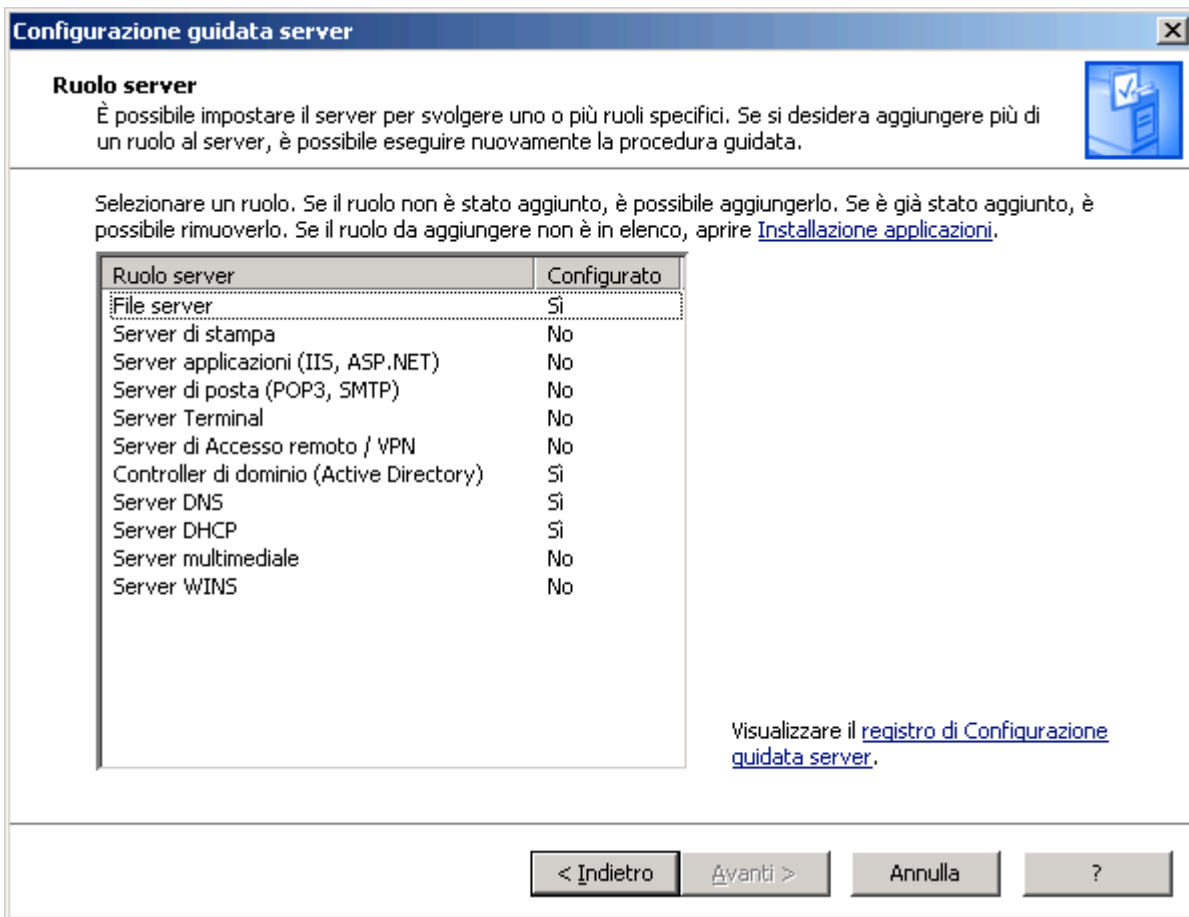 Configurazione guidata server
Ruolo server
È possibile impostare il server per svolgere uno o più ruoli specifici. Se si desidera aggiungere più di
un ruolo al server, è possibile eseguire nuovamente la procedura guidata.
Selezionare un ruolo. Se il ruolo non è stato aggiunto, è possibile aggiungerlo. Se è già stato aggiunto, è
possibile rimuoverlo. Se il ruolo da aggiungere non è in elenco, aprire Installazione applicazioni.
Ruolo server Configurato
File server Sì
Server di stampa No
Server applicazioni (IIS, ASP.NET) No
Server di posta (POP3, SMTP) No
Server Terminal No
Server di Accesso remoto / VPN No
Controller di dominio (Active Directory) Sì
Server DNS Sì
Server DHCP Sì
Server multimediale No
Server WINS No
Visualizzare il registro di Configurazione
guidata server.
< Indietro Avanti > Annulla ?